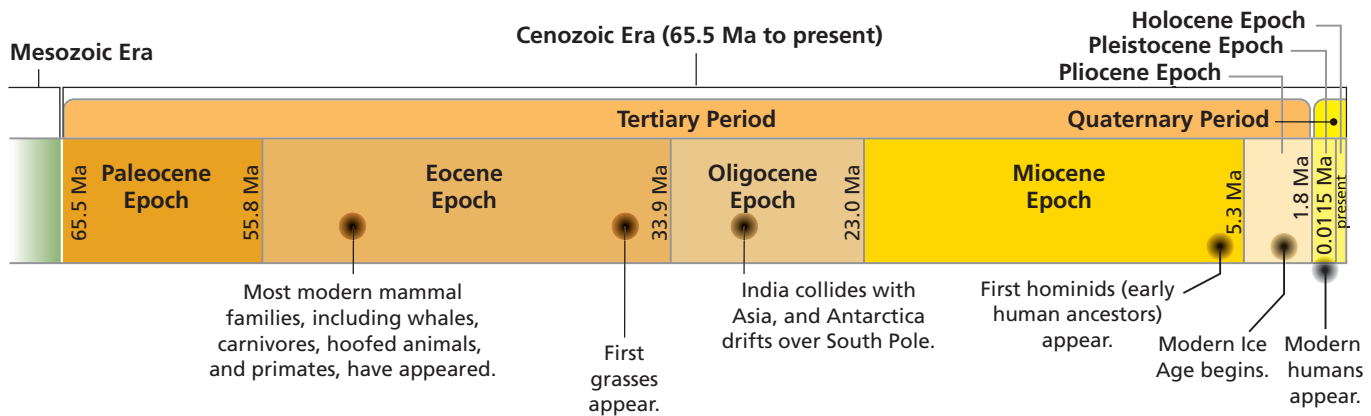 Mesozoic Era
Cenozoic Era (65.5 Ma to present)
Holocene Epoch
Pleistocene Epoch
Pliocene Epoch
Tertiary Period
Quaternary Period
65.5 Ma
Paleocene
Epoch
55.8 Ma
Eocene
Epoch
33.9 Ma
Oligocene
Epoch
23.0 Ma
Miocene
Epoch
5.3 Ma
1.8 Ma
0.0115 Ma
present
Most modern mammal
families, including whales,
carnivores, hoofed animals,
and primates, have appeared.
First
grasses
appear.
India collides with
Asia, and Antarctica
drifts over South Pole.
First hominids (early
human ancestors)
appear.
Modern Ice
Age begins.
Modern
humans
appear.